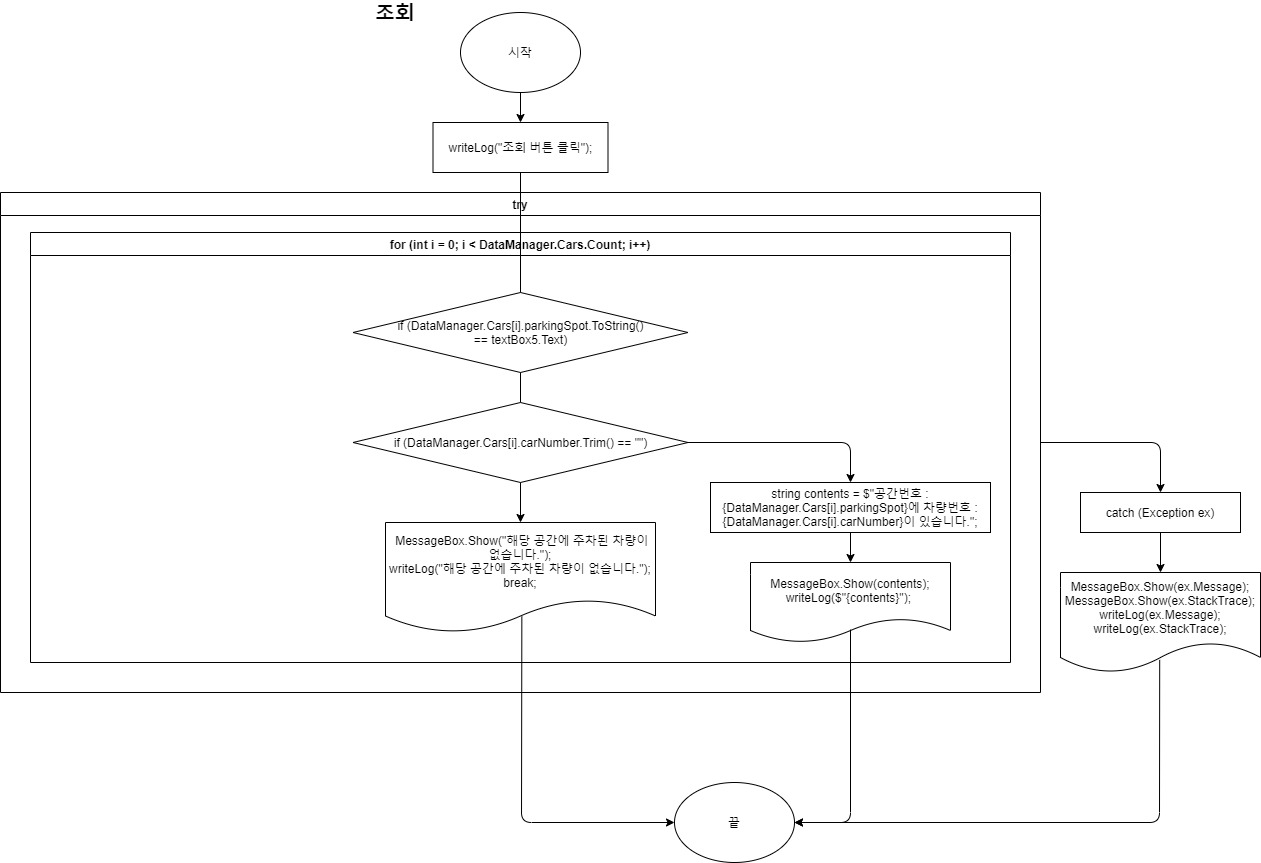 조회
시작
writeLog("조회 버튼 클릭");
try
for (int i = 0; i < DataManager.Cars.Count; i++)
if (DataManager.Cars[i].parkingSpot.ToString()
== textBox5.Text)
if (DataManager.Cars[i].carNumber.Trim() == "")
string contents = $"공간번호 :
{DataManager.Cars[i].parkingSpot}에 차량번호 :
{DataManager.Cars[i].carNumber}이 있습니다.";
catch (Exception ex)
MessageBox.Show("해당 공간에 주차된 차량이
없습니다.");
writeLog("해당 공간에 주차된 차량이 없습니다.");
break;
MessageBox.Show(contents);
writeLog($"{contents}");
MessageBox.Show(ex.Message);
MessageBox.Show(ex.StackTrace);
writeLog(ex.Message);
writeLog(ex.StackTrace);
끝